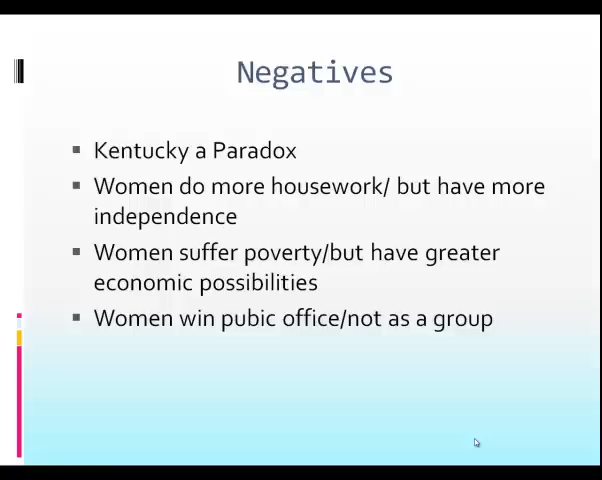 Negatives
Kentucky a Paradox
Women do more housework/ but have more
independence
Women suffer poverty/but have greater
economic possibilities
Women win pubic office/not as a group